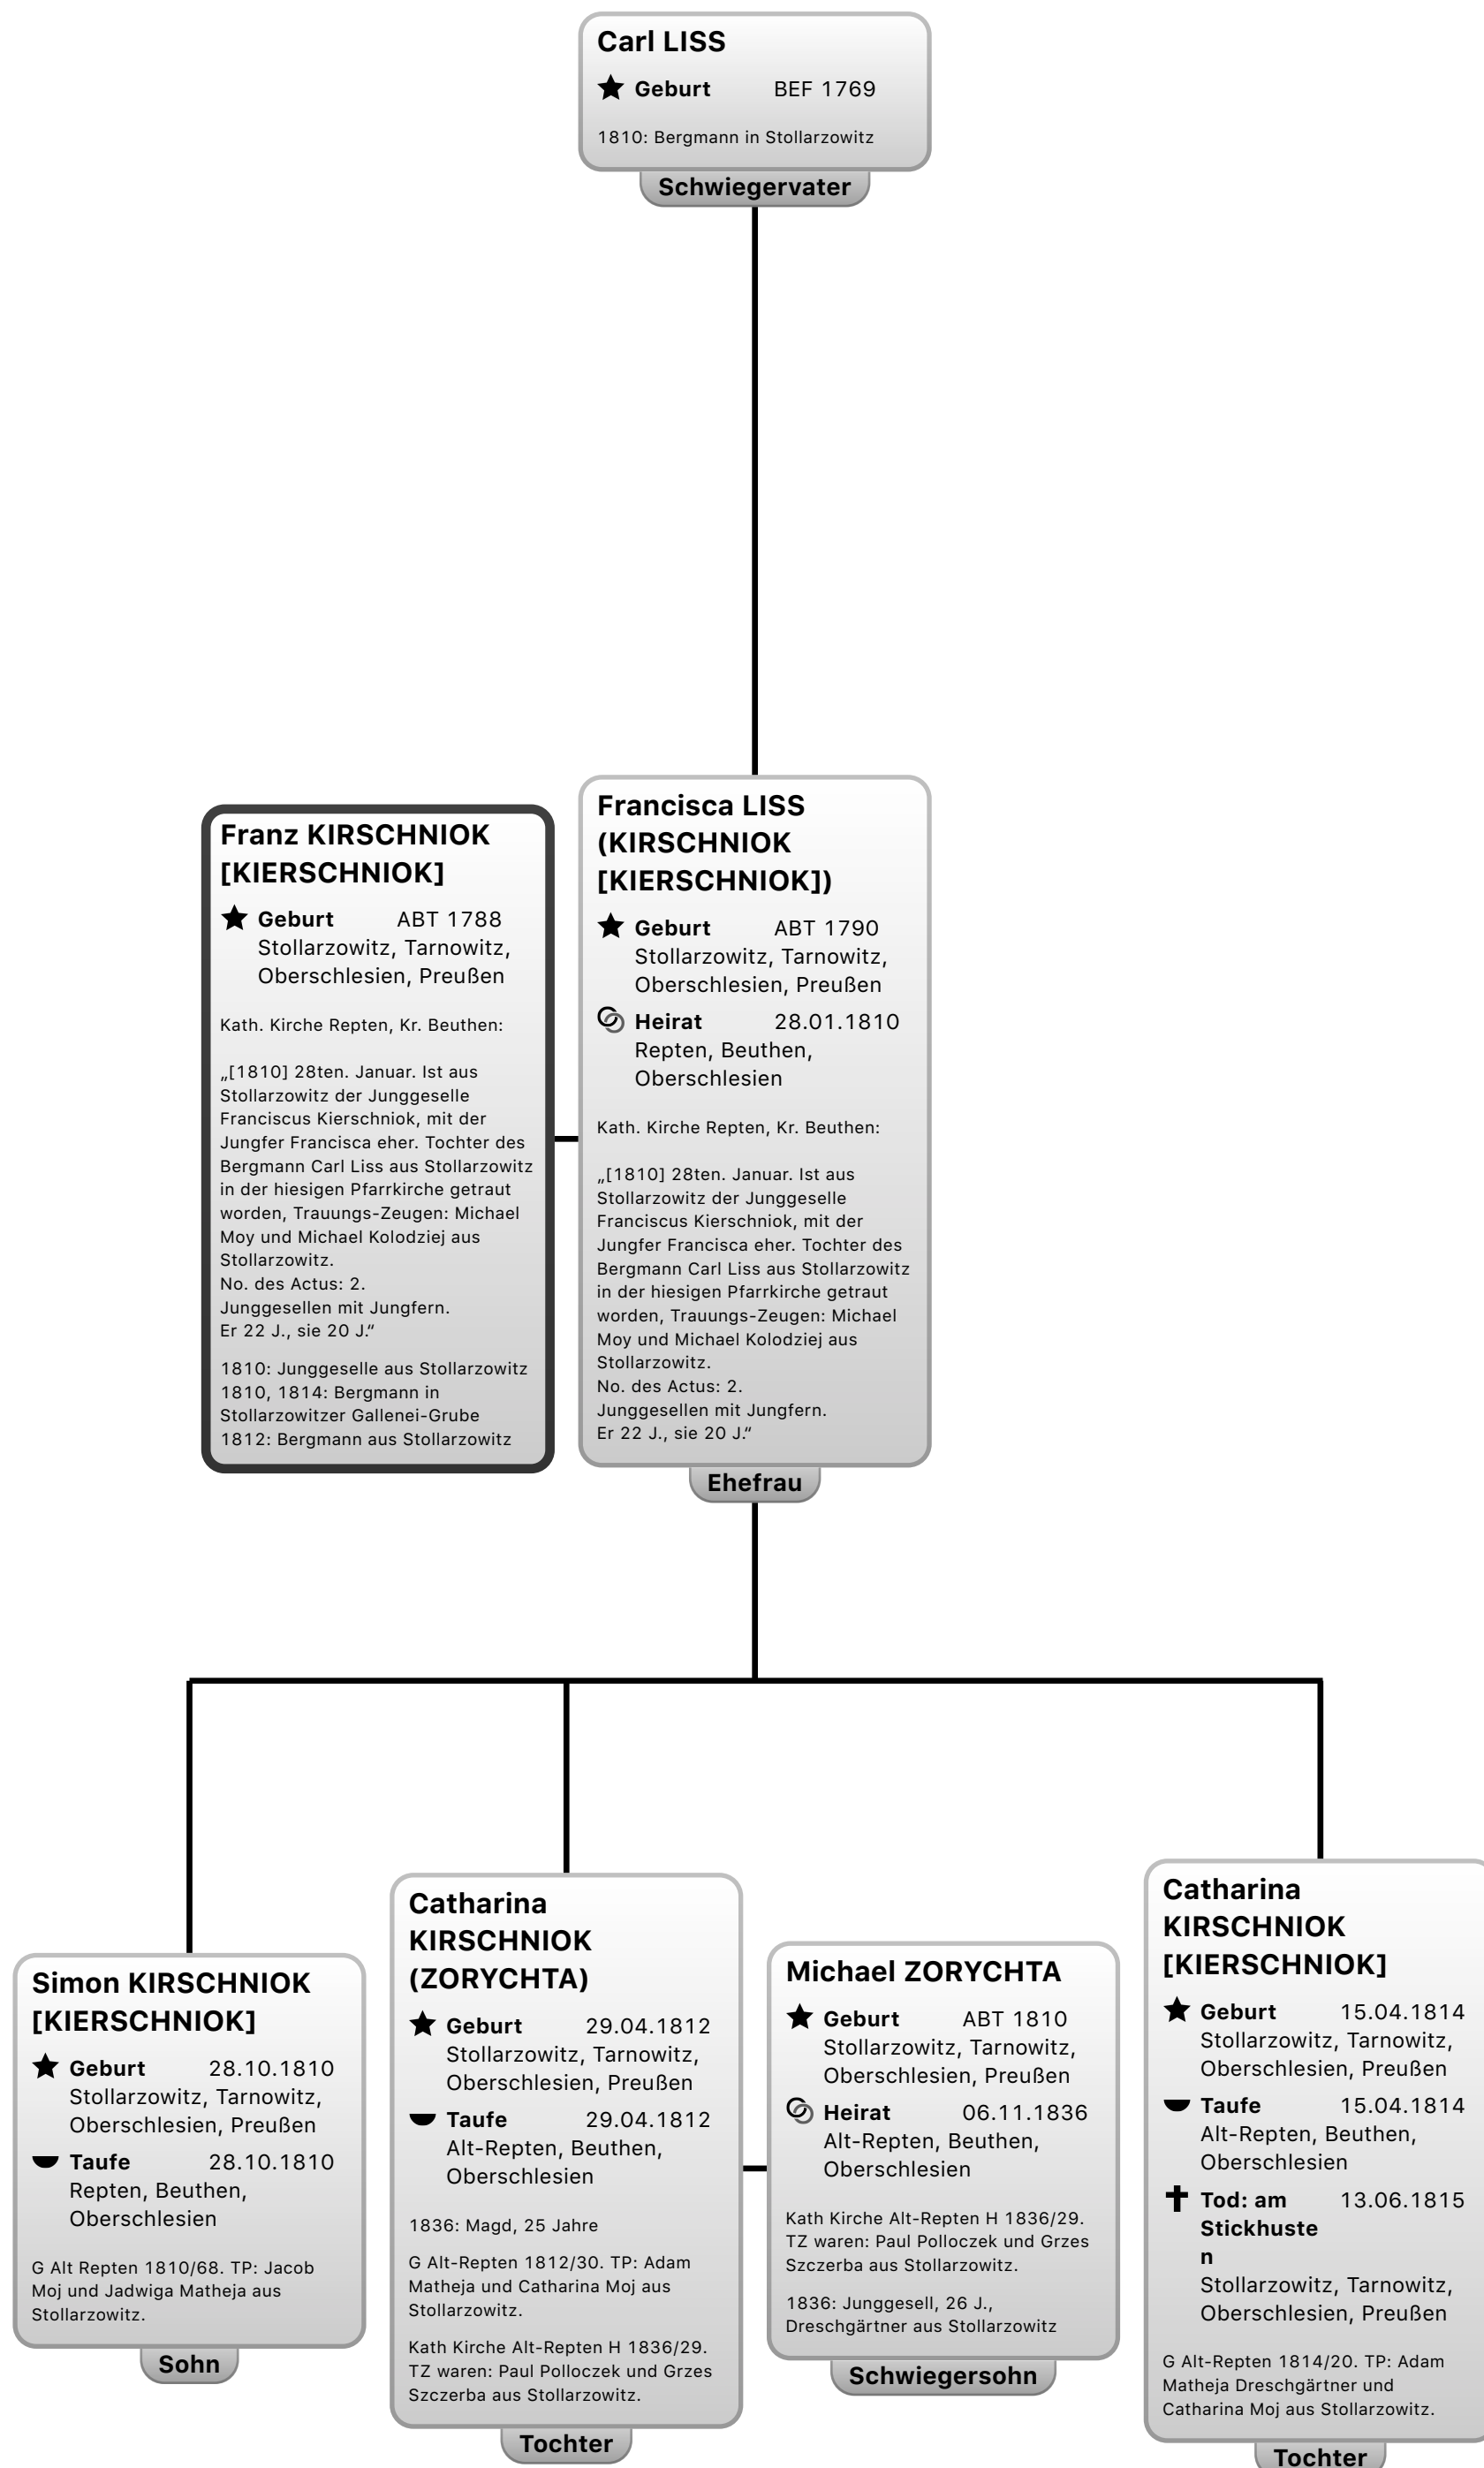 Carl LISS
Geburt BEF 1769
1810: Bergmann in Stollarzowitz
Schwiegervater
Franz KIRSCHNIOK
[KIERSCHNIOK]
Geburt ABT 1788
Stollarzowitz, Tarnowitz,
Oberschlesien, Preußen
Kath. Kirche Repten, Kr. Beuthen:
„[1810] 28ten. Januar. Ist aus
Stollarzowitz der Junggeselle
Franciscus Kierschniok, mit der
Jungfer Francisca eher. Tochter des
Bergmann Carl Liss aus Stollarzowitz
in der hiesigen Pfarrkirche getraut
worden, Trauungs-Zeugen: Michael
Moy und Michael Kolodziej aus
Stollarzowitz.
No. des Actus: 2.
Junggesellen mit Jungfern.
Er 22 J., sie 20 J.“
1810: Junggeselle aus Stollarzowitz
1810, 1814: Bergmann in
Stollarzowitzer Gallenei-Grube
1812: Bergmann aus Stollarzowitz
Francisca LISS
(KIRSCHNIOK
[KIERSCHNIOK])
Geburt ABT 1790
Stollarzowitz, Tarnowitz,
Oberschlesien, Preußen
Heirat 28.01.1810
Repten, Beuthen,
Oberschlesien
Kath. Kirche Repten, Kr. Beuthen:
„[1810] 28ten. Januar. Ist aus
Stollarzowitz der Junggeselle
Franciscus Kierschniok, mit der
Jungfer Francisca eher. Tochter des
Bergmann Carl Liss aus Stollarzowitz
in der hiesigen Pfarrkirche getraut
worden, Trauungs-Zeugen: Michael
Moy und Michael Kolodziej aus
Stollarzowitz.
No. des Actus: 2.
Junggesellen mit Jungfern.
Er 22 J., sie 20 J.“
Ehefrau
Simon KIRSCHNIOK
[KIERSCHNIOK]
Geburt 28.10.1810
Stollarzowitz, Tarnowitz,
Oberschlesien, Preußen
Taufe 28.10.1810
Repten, Beuthen,
Oberschlesien
G Alt Repten 1810/68. TP: Jacob
Moj und Jadwiga Matheja aus
Stollarzowitz.
Sohn
Catharina
KIRSCHNIOK
(ZORYCHTA)
Geburt 29.04.1812
Stollarzowitz, Tarnowitz,
Oberschlesien, Preußen
Taufe 29.04.1812
Alt-Repten, Beuthen,
Oberschlesien
1836: Magd, 25 Jahre
G Alt-Repten 1812/30. TP: Adam
Matheja und Catharina Moj aus
Stollarzowitz.
Kath Kirche Alt-Repten H 1836/29.
TZ waren: Paul Polloczek und Grzes
Szczerba aus Stollarzowitz.
Tochter
Michael ZORYCHTA
Geburt ABT 1810
Stollarzowitz, Tarnowitz,
Oberschlesien, Preußen
Heirat 06.11.1836
Alt-Repten, Beuthen,
Oberschlesien
Kath Kirche Alt-Repten H 1836/29.
TZ waren: Paul Polloczek und Grzes
Szczerba aus Stollarzowitz.
1836: Junggesell, 26 J.,
Dreschgärtner aus Stollarzowitz
Schwiegersohn
Catharina
KIRSCHNIOK
[KIERSCHNIOK]
Geburt 15.04.1814
Stollarzowitz, Tarnowitz,
Oberschlesien, Preußen
Taufe 15.04.1814
Alt-Repten, Beuthen,
Oberschlesien
Tod: am 13.06.1815
Stickhuste
n
Stollarzowitz, Tarnowitz,
Oberschlesien, Preußen
G Alt-Repten 1814/20. TP: Adam
Matheja Dreschgärtner und
Catharina Moj aus Stollarzowitz.
Tochter